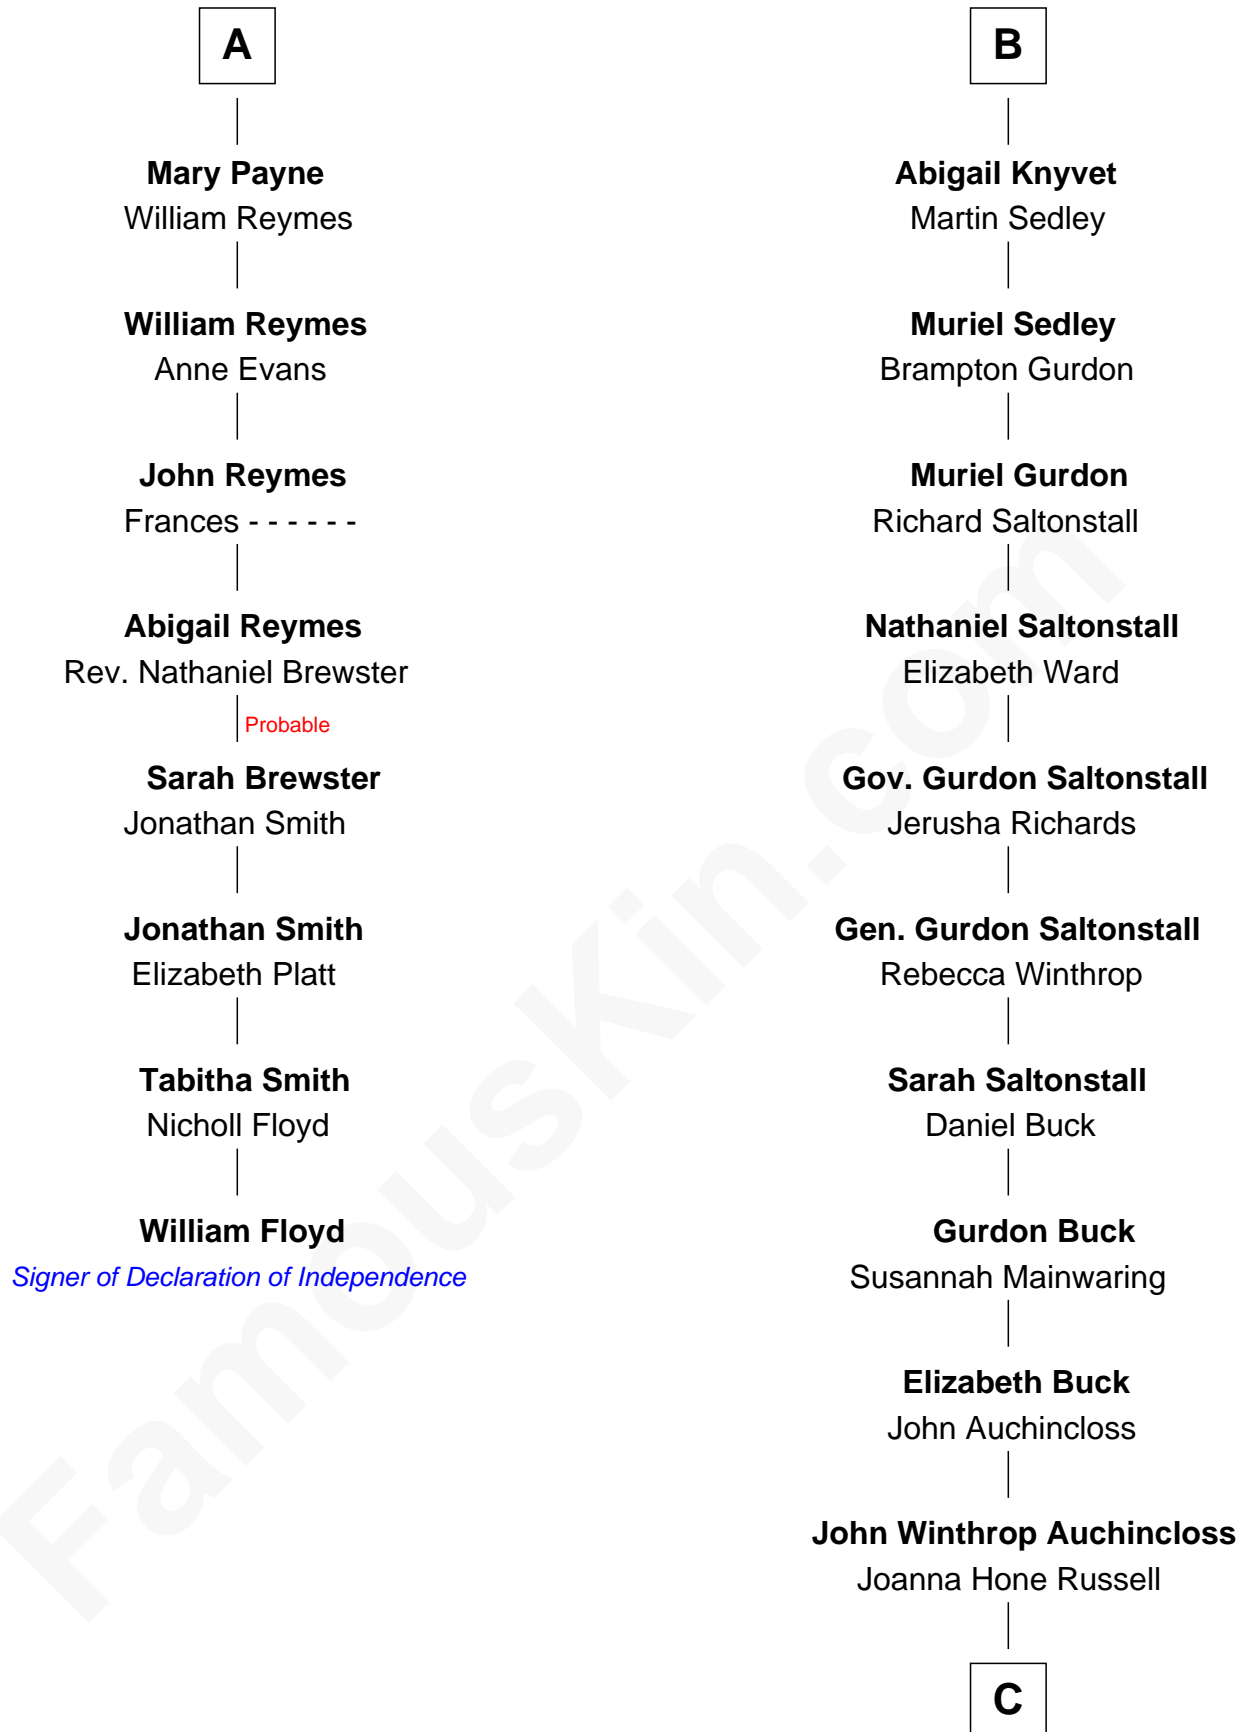 A
Mary Payne
William Reymes
William Reymes
Anne Evans
John Reymes
Frances - - - - - -
Abigail Reymes
Rev. Nathaniel Brewster
Probable
Sarah Brewster
Jonathan Smith
Jonathan Smith
Elizabeth Platt
Tabitha Smith
Nicholl Floyd
William Floyd
Signer of Declaration of Independence
B
Abigail Knyvet
Martin Sedley
Muriel Sedley
Brampton Gurdon
Muriel Gurdon
Richard Saltonstall
Nathaniel Saltonstall
Elizabeth Ward
Gov. Gurdon Saltonstall
Jerusha Richards
Gen. Gurdon Saltonstall
Rebecca Winthrop
Sarah Saltonstall
Daniel Buck
Gurdon Buck
Susannah Mainwaring
Elizabeth Buck
John Auchincloss
John Winthrop Auchincloss
Joanna Hone Russell
C
FamousKin.com